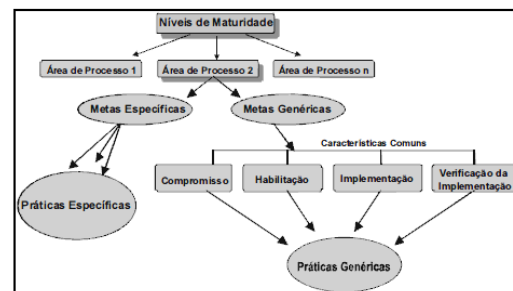 Níveis de Maturidade
Área de Processo 1
Área de Processo 2
Área de Processo n
Metas Específicas
Metas Genéricas
Características Comuns
Compromisso
Habilitação
Implementação
Verificação da
Implementação
Práticas Específicas
Práticas Genéricas